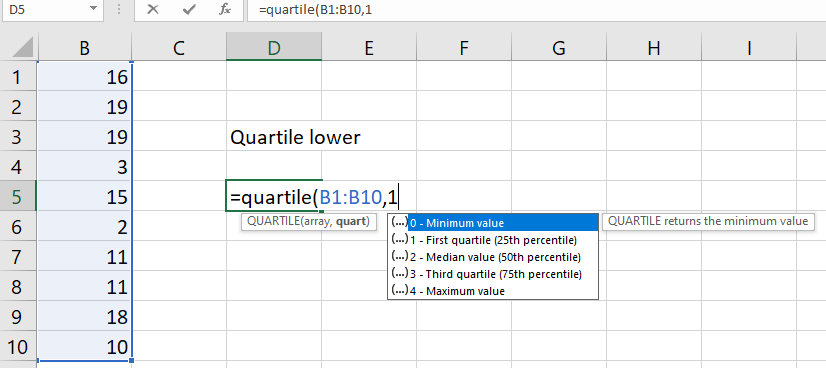 D5 =quartile(B1:B10,1
B C D E F G H I
1 16
2 19
3 19 Quartile lower
4 3
5 15 =quartile(B1:B10,1
QUARTILE(array, quart) (...) 0 - Minimum value QUARTILE returns the minimum value
6 2 (...) 1 - First quartile (25th percentile)
7 11 (...) 2 - Median value (50th percentile)
(...) 3 - Third quartile (75th percentile)
8 11 (...) 4 - Maximum value
9 18
10 10